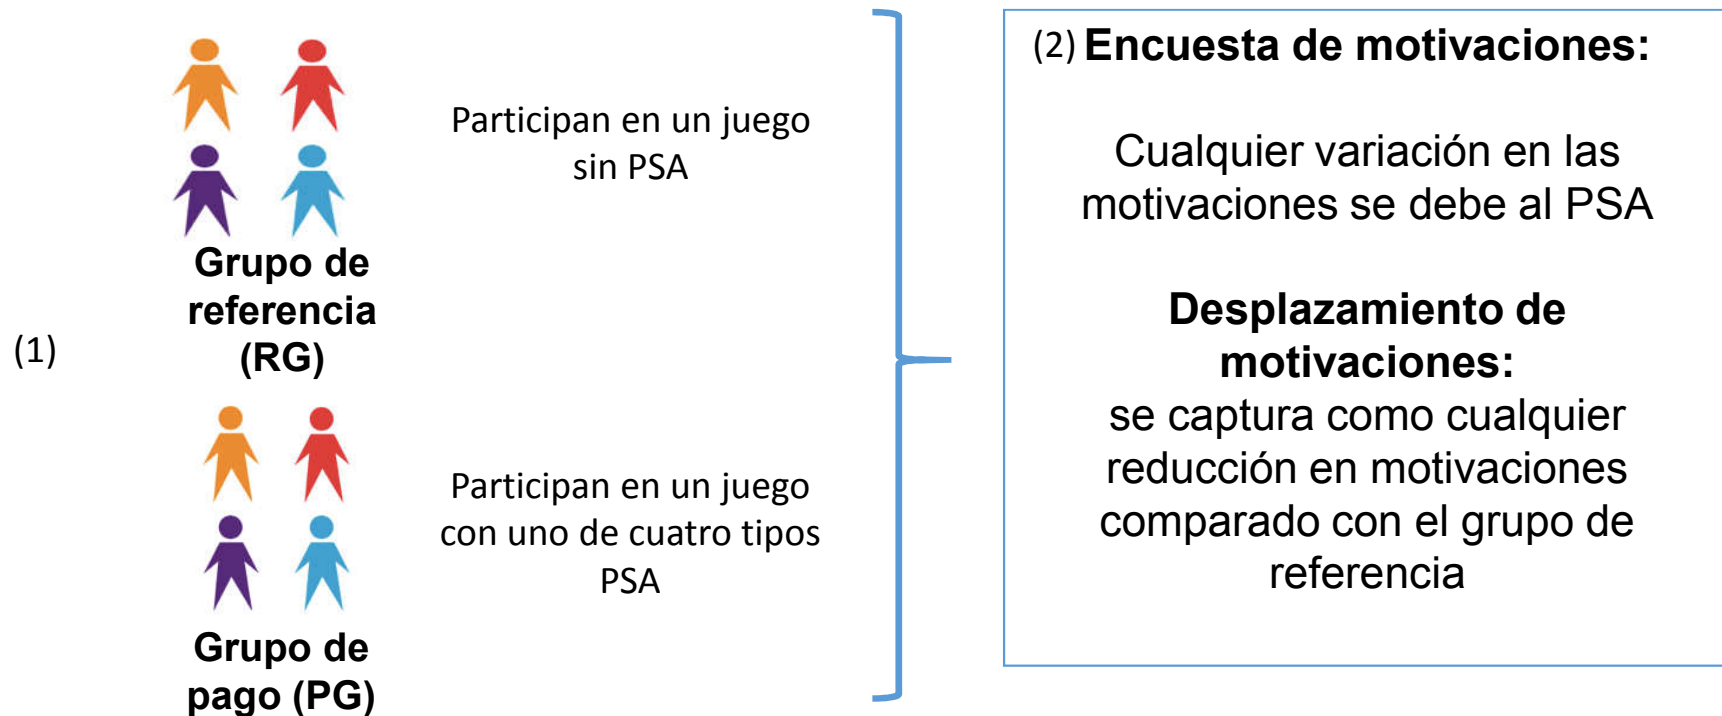 Participan en un juego
sin PSA
Grupo de
referencia
(RG)
(1)
Participan en un juego
con uno de cuatro tipos
PSA
Grupo de
pago (PG)
(2) Encuesta de motivaciones:
Cualquier variación en las
motivaciones se debe al PSA
Desplazamiento de
motivaciones:
se captura como cualquier
reducción en motivaciones
comparado con el grupo de
referencia